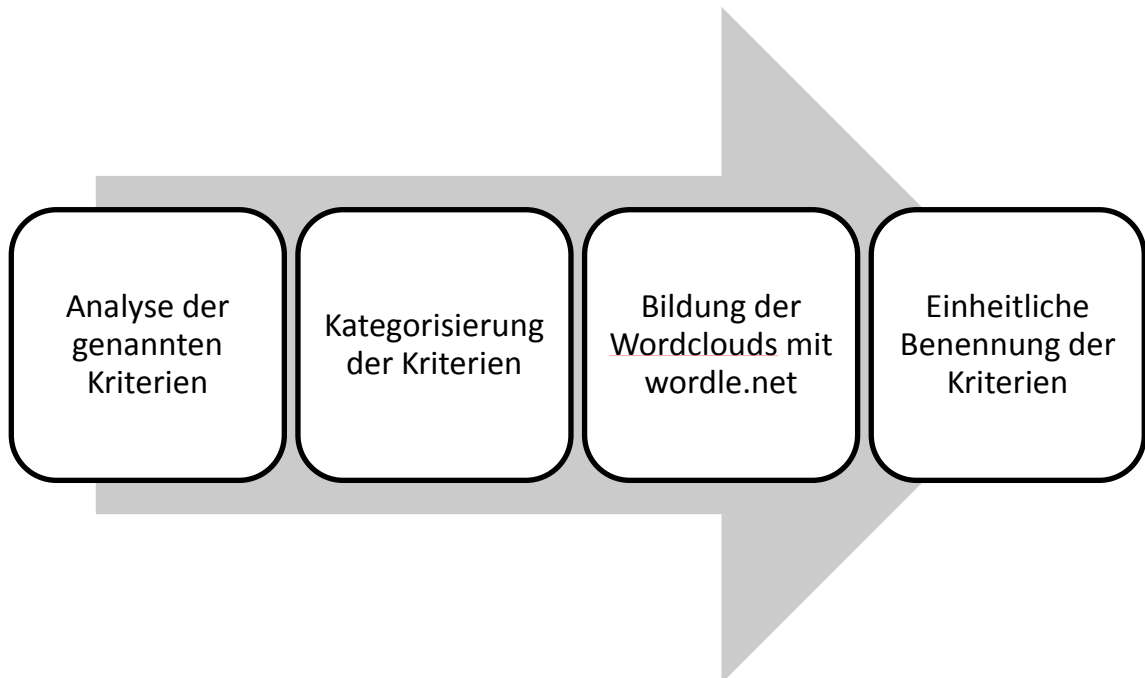 Analyse der
genannten
Kriterien
Kategorisierung
der Kriterien
Bildung der
Wordclouds mit
wordle.net
Einheitliche
Benennung der
Kriterien